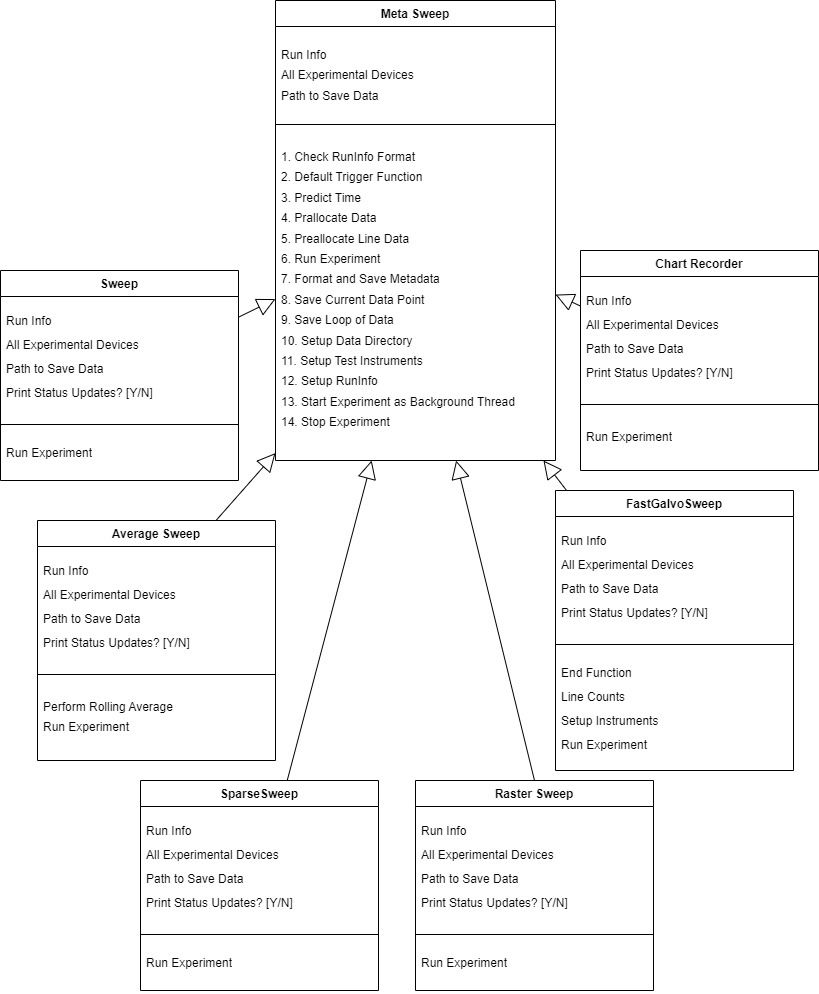 Meta Sweep
Run Info
All Experimental Devices
Path to Save Data
1. Check RunInfo Format
2. Default Trigger Function
3. Predict Time
4. Prallocate Data
5. Preallocate Line Data
6. Run Experiment
7. Format and Save Metadata
8. Save Current Data Point
9. Save Loop of Data
10. Setup Data Directory
11. Setup Test Instruments
12. Setup RunInfo
13. Start Experiment as Background Thread
14. Stop Experiment
Sweep
Run Info
All Experimental Devices
Path to Save Data
Print Status Updates? [Y/N]
Run Experiment
Chart Recorder
Run Info
All Experimental Devices
Path to Save Data
Print Status Updates? [Y/N]
Run Experiment
Average Sweep
Run Info
All Experimental Devices
Path to Save Data
Print Status Updates? [Y/N]
Perform Rolling Average
Run Experiment
FastGalvoSweep
Run Info
All Experimental Devices
Path to Save Data
Print Status Updates? [Y/N]
End Function
Line Counts
Setup Instruments
Run Experiment
SparseSweep
Run Info
All Experimental Devices
Path to Save Data
Print Status Updates? [Y/N]
Run Experiment
Raster Sweep
Run Info
All Experimental Devices
Path to Save Data
Print Status Updates? [Y/N]
Run Experiment